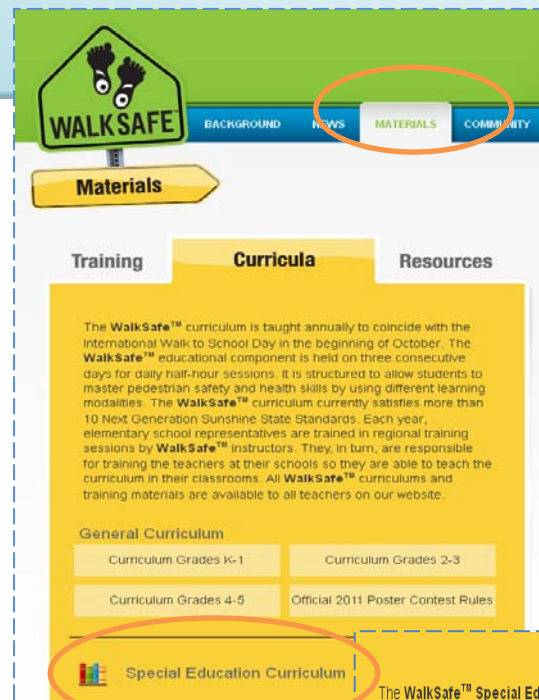 WALKSAFE™
BACKGROUND NEWS MATERIALS COMMUNITY
Materials
Training Curricula Resources
The WalkSafe™ curriculum is taught annually to coincide with the
International Walk to School Day in the beginning of October. The
WalkSafe™ educational component is held on three consecutive
days for daily half-hour sessions. It is structured to allow students to
master pedestrian safety and health skills by using different learning
modalities. The WalkSafe™ curriculum currently satisfies more than
10 Next Generation Sunshine State Standards. Each year,
elementary school representatives are trained in regional training
sessions by WalkSafe™ instructors. They, in turn, are responsible
for training the teachers at their schools so they are able to teach the
curriculum in their classrooms. All WalkSafe™ curriculums and
training materials are available to all teachers on our website.
General Curriculum
Curriculum Grades K-1 Curriculum Grades 2-3
Curriculum Grades 4-5 Official 2011 Poster Contest Rules
Special Education Curriculum
The WalkSafe™ Special Ed